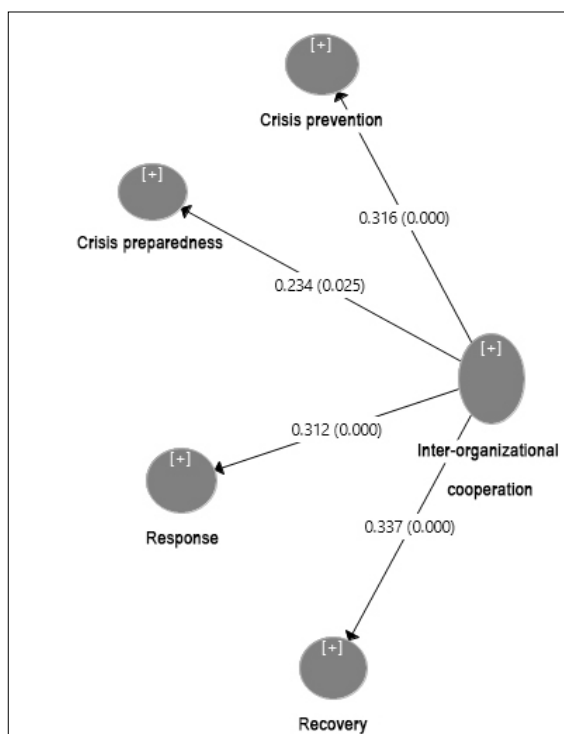 [+]
Crisis prevention
[+]
Crisis preparedness
0.316 (0.000)
0.234 (0.025)
[+]
0.312 (0.000)
Inter-organizational
cooperation
[+]
Response
0.337 (0.000)
[+]
Recovery